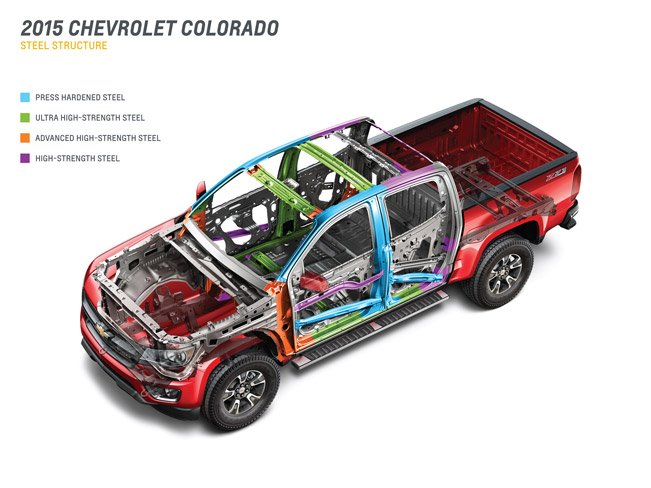 2015 CHEVROLET COLORADO
STEEL STRUCTURE
PRESS HARDENED STEEL
ULTRA HIGH-STRENGTH STEEL
ADVANCED HIGH-STRENGTH STEEL
HIGH-STRENGTH STEEL